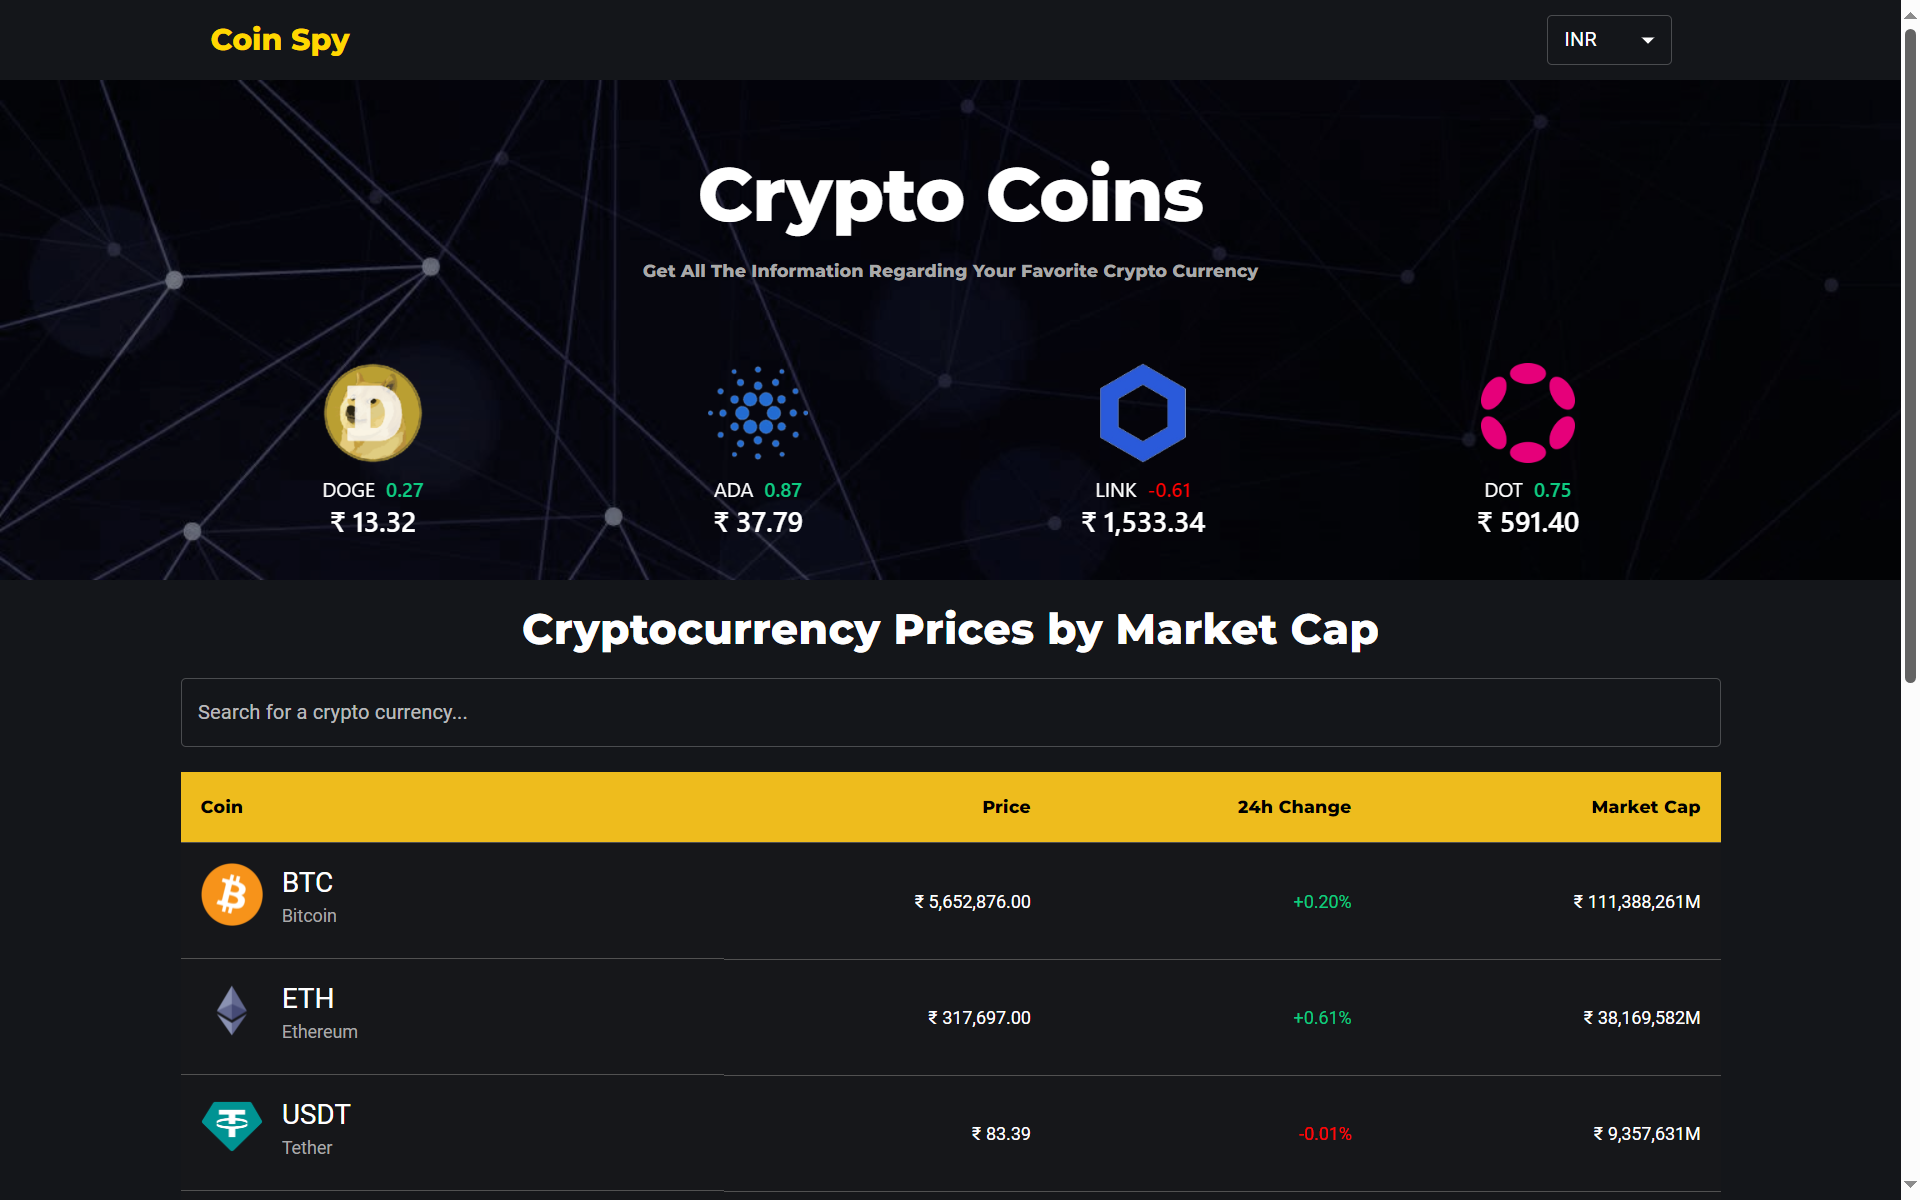 Coin Spy
INR
Crypto Coins
Get All The Information Regarding Your Favorite Crypto Currency
D
DOGE 0.27
₹ 13.32
ADA 0.87
₹ 37.79
LINK -0.61
₹ 1,533.34
DOT 0.75
₹ 591.40
Cryptocurrency Prices by Market Cap
Search for a crypto currency...
Coin Price 24h Change Market Cap
BTC
Bitcoin
₹ 5,652,876.00 +0.20% ₹ 111,388,261M
ETH
Ethereum
₹ 317,697.00 +0.61% ₹ 38,169,582M
USDT
Tether
₹ 83.39 -0.01% ₹ 9,357,631M